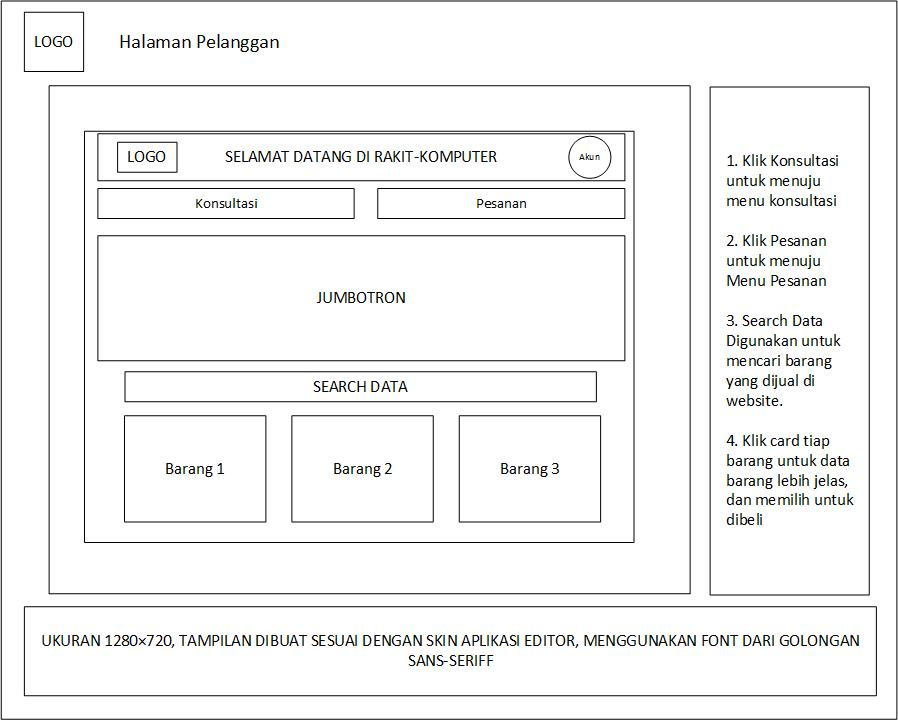 LOGO
Halaman Pelanggan
LOGO
SELAMAT DATANG DI RAKIT-KOMPUTER
Akun
Konsultasi
Pesanan
JUMBOTRON
SEARCH DATA
Barang 1
Barang 2
Barang 3
1. Klik Konsultasi
untuk menuju
menu konsultasi
2. Klik Pesanan
untuk menuju
Menu Pesanan
3. Search Data
Digunakan untuk
mencari barang
yang dijual di
website.
4. Klik card tiap
barang untuk data
barang lebih jelas,
dan memilih untuk
dibeli
UKURAN 1280×720, TAMPILAN DIBUAT SESUAI DENGAN SKIN APLIKASI EDITOR, MENGGUNAKAN FONT DARI GOLONGAN
SANS-SERIFF